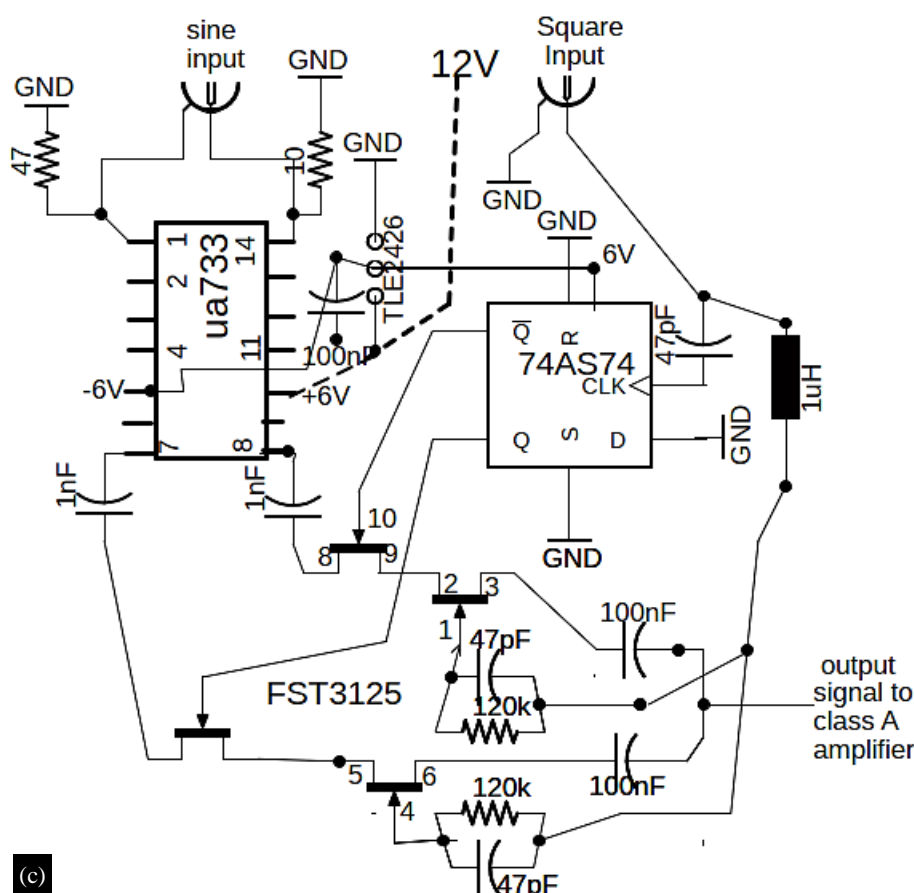 sine
input
Square
Input
GND
GND
12V
47
10
GND
GND
GND
1
14
2
ua733
TLE2426
6V
4
11
100nF
-6V
+6V
7
8
Q
R
74AS74
CLK
Q
S
D
47pF
1uH
GND
GND
1nF
1nF
10
8
9
2
3
1
47pF
120k
100nF
FST3125
output
signal to
class A
amplifier
5
6
4
100nF
120k
47pF
(c)